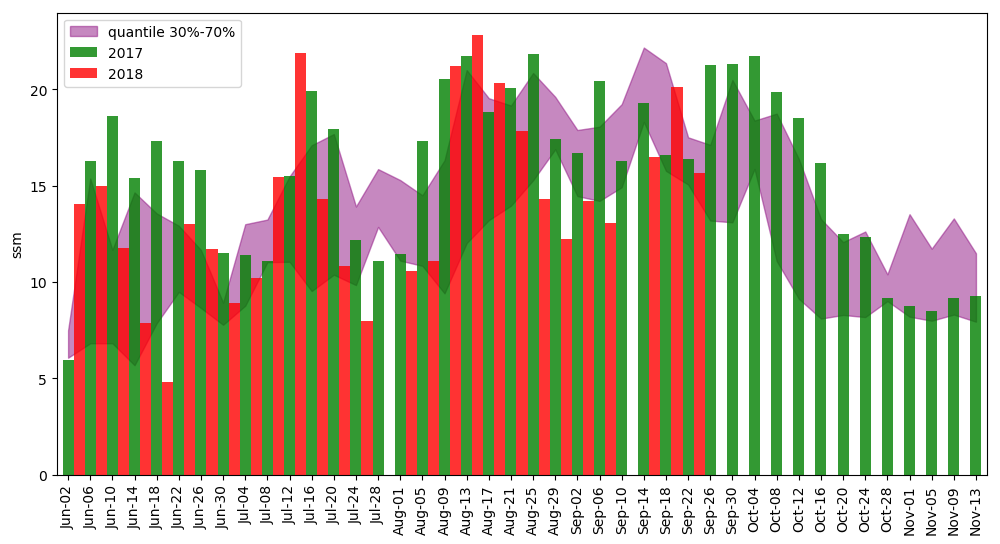 quantile 30%-70%
2017
2018
ssm
20
15
10
5
0
Jun-02
Jun-06
Jun-10
Jun-14
Jun-18
Jun-22
Jun-26
Jun-30
Jul-04
Jul-08
Jul-12
Jul-16
Jul-20
Jul-24
Jul-28
Aug-01
Aug-05
Aug-09
Aug-13
Aug-17
Aug-21
Aug-25
Aug-29
Sep-02
Sep-06
Sep-10
Sep-14
Sep-18
Sep-22
Sep-26
Sep-30
Oct-04
Oct-08
Oct-12
Oct-16
Oct-20
Oct-24
Oct-28
Nov-01
Nov-05
Nov-09
Nov-13